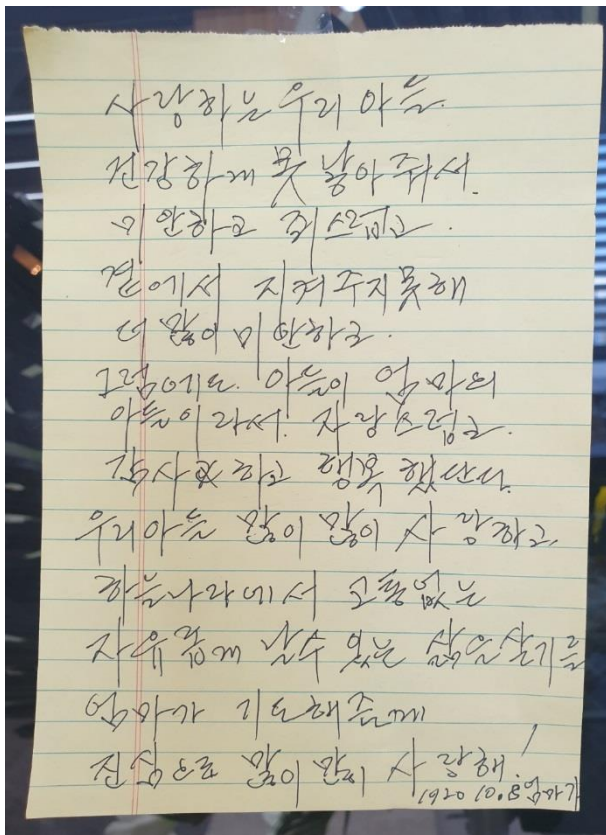 사랑하는 우리 아들.
건강하게 못 낳아줘서.
미안하고 죄스럽고.
곁에서 지켜주지못해
더 많이 미안하고.
그럼에도. 아들이 엄마의
아들이라서. 자랑스럽고.
감사하고 행복했단다.
우리아들 많이 많이 사랑하고.
하늘나라에서 고통없는
자유롭게 날수 있는 삶을살기를
엄마가 기도해줄게
진심으로 많이 많이 사랑해!
10.8 엄마가